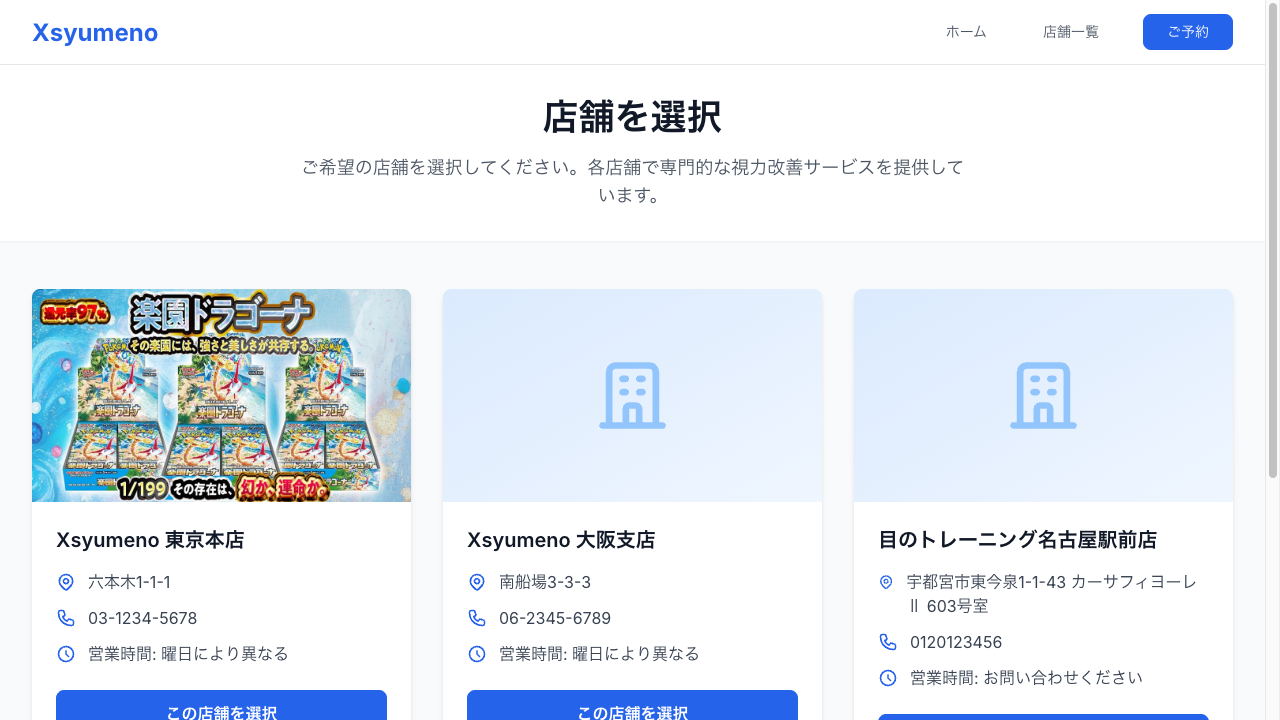 Xsyumeno
ホーム
店舗一覧
ご予約
店舗を選択
ご希望の店舗を選択してください。各店舗で専門的な視力改善サービスを提供して
います。
還元率97%
楽園ドラゴーナ
その楽園には、強さと美しさが共存する。
1/199 その存在は、幻か、運命か。
Xsyumeno 東京本店
六本木1-1-1
03-1234-5678
営業時間: 曜日により異なる
この店舗を選択
Xsyumeno 大阪支店
南船場3-3-3
06-2345-6789
営業時間: 曜日により異なる
この店舗を選択
目のトレーニング名古屋駅前店
宇都宮市東今泉1-1-43 カーサフィヨーレ
Ⅱ 603号室
0120123456
営業時間: お問い合わせください